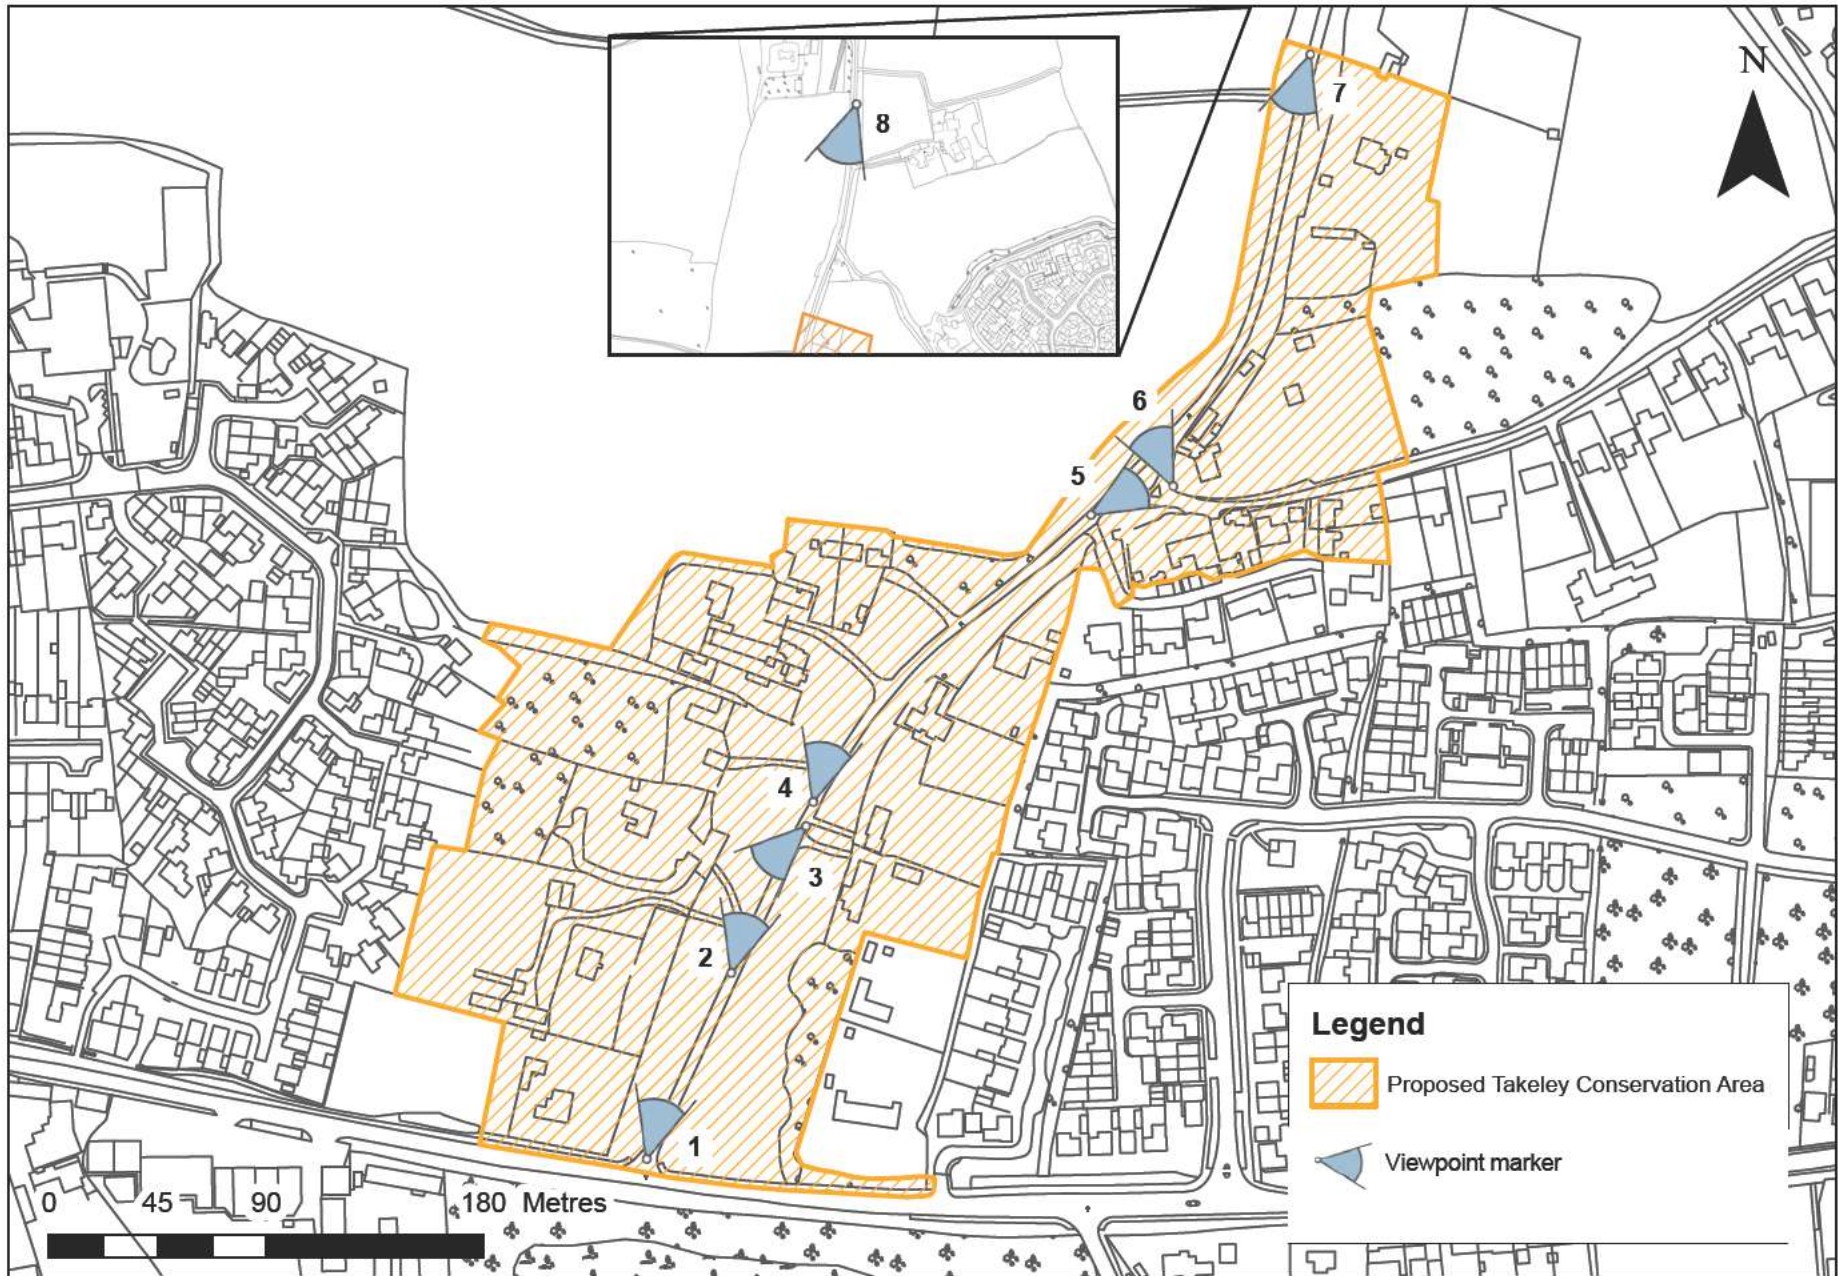 N
7
8
6
5
4
3
2
1
Legend
Proposed Takeley Conservation Area
Viewpoint marker
0 45 90 180 Metres